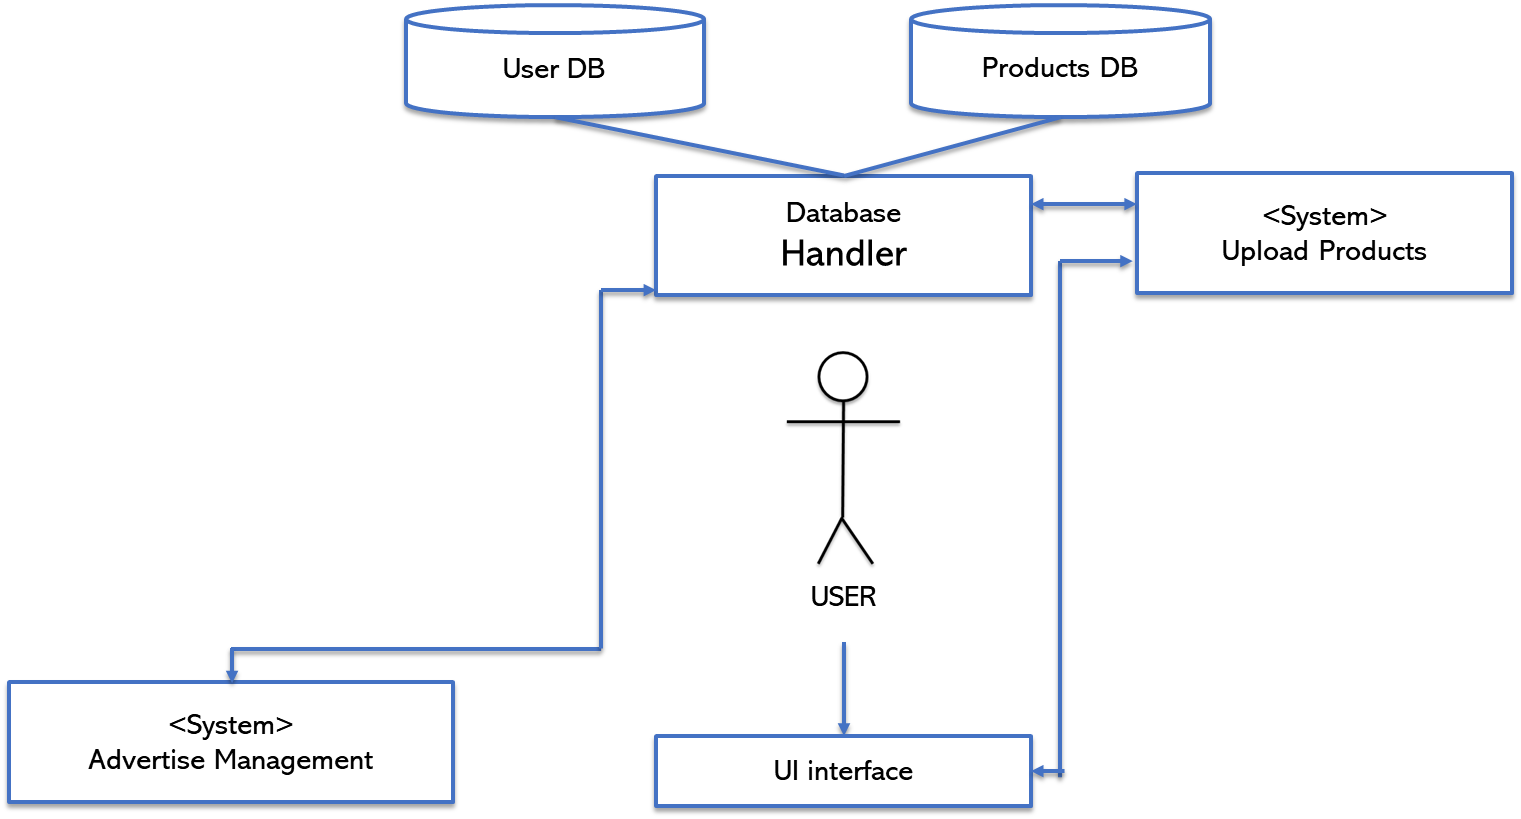 User DB
Products DB
Database
Handler
<System>
Upload Products
USER
<System>
Advertise Management
UI interface